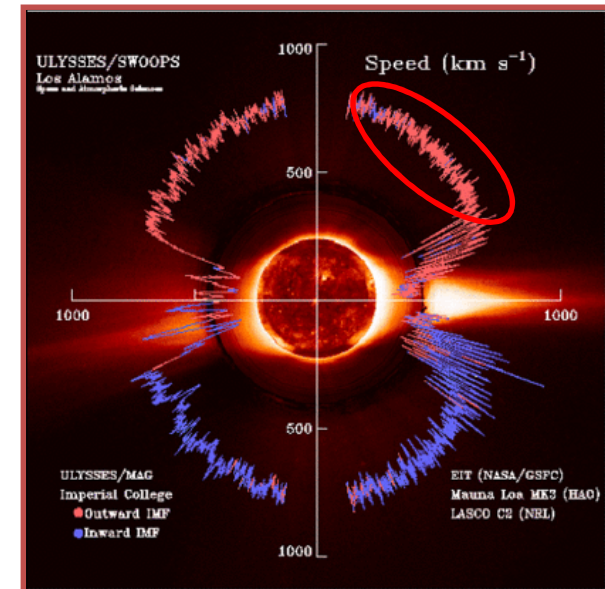 ULYSSES/SWOOPS
Los Alamos
Space and Atmospheric Sciences
Speed (km s⁻¹)
1000
500
1000
1000
500
1000
ULYSSES/MAG
Imperial College
Outward IMF
Inward IMF
EIT (NASA/GSFC)
Mauna Loa MK3 (HAO)
LASCO C2 (NRL)